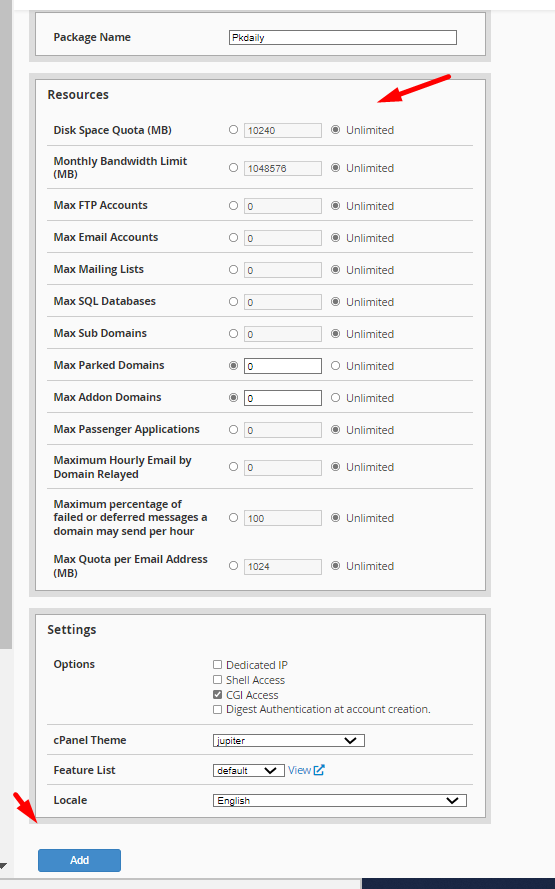 Package Name Pkdaily
Resources
Disk Space Quota (MB) 10240 Unlimited
Monthly Bandwidth Limit
(MB) 1048576 Unlimited
Max FTP Accounts 0 Unlimited
Max Email Accounts 0 Unlimited
Max Mailing Lists 0 Unlimited
Max SQL Databases 0 Unlimited
Max Sub Domains 0 Unlimited
Max Parked Domains 0 Unlimited
Max Addon Domains 0 Unlimited
Max Passenger Applications 0 Unlimited
Maximum Hourly Email by
Domain Relayed 0 Unlimited
Maximum percentage of
failed or deferred messages a
domain may send per hour 100 Unlimited
Max Quota per Email Address
(MB) 1024 Unlimited
Settings
Options Dedicated IP
Shell Access
CGI Access
Digest Authentication at account creation.
cPanel Theme jupiter
Feature List default View
Locale English
Add